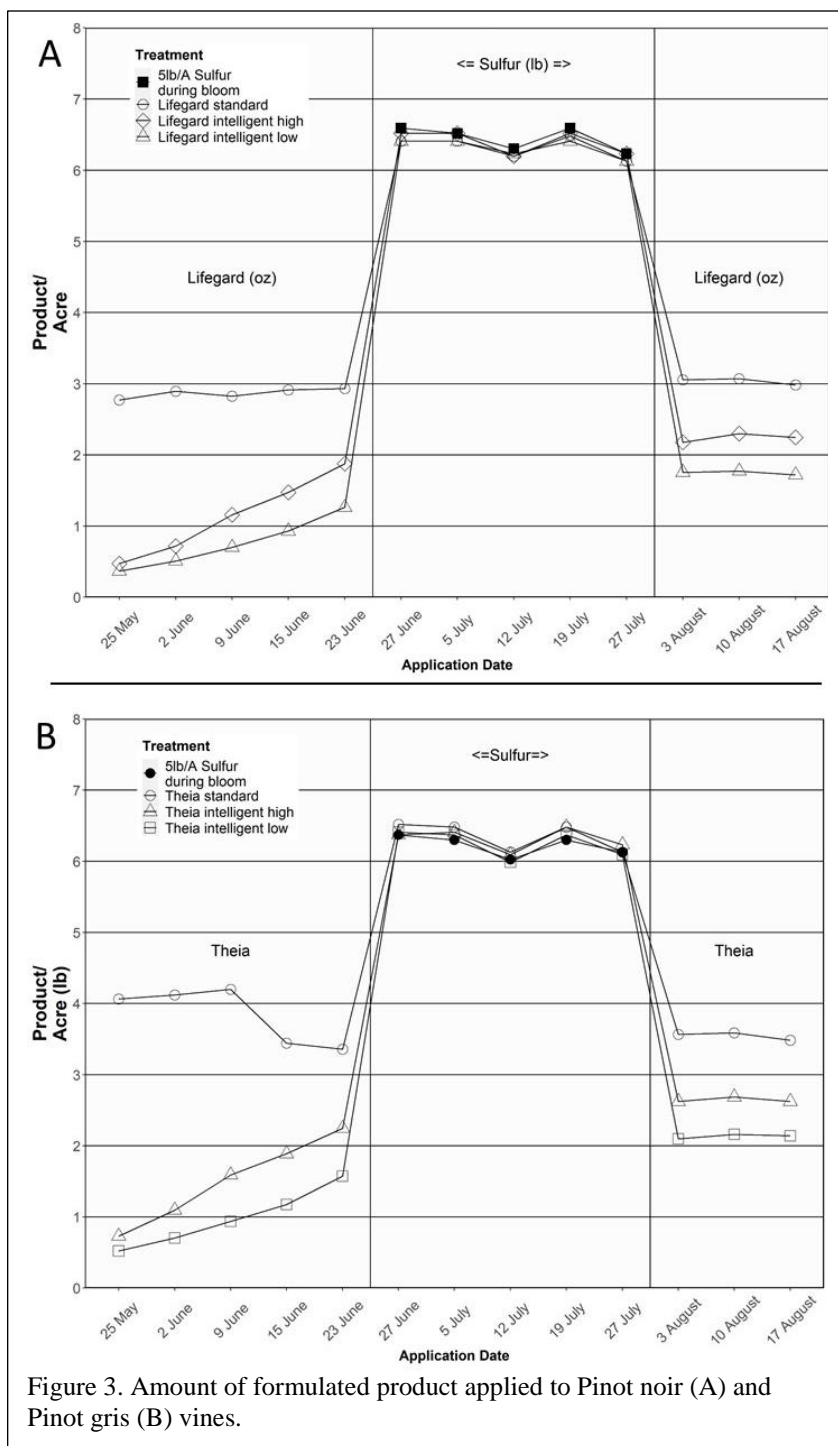 A
Treatment
5lb/A Sulfur
during bloom
Lifegard standard
Lifegard intelligent high
Lifegard intelligent low
<= Sulfur (lb) =>
Lifegard (oz)
Lifegard (oz)
Product/
Acre
8
7
6
5
4
3
2
1
0
25 May
2 June
9 June
15 June
23 June
27 June
5 July
12 July
19 July
27 July
3 August
10 August
17 August
Application Date
B
Treatment
5lb/A Sulfur
during bloom
Theia standard
Theia intelligent high
Theia intelligent low
<=Sulfur=>
Theia
Theia
Product/
Acre (lb)
8
7
6
5
4
3
2
1
0
25 May
2 June
9 June
15 June
23 June
27 June
5 July
12 July
19 July
27 July
3 August
10 August
17 August
Application Date
Figure 3. Amount of formulated product applied to Pinot noir (A) and
Pinot gris (B) vines.